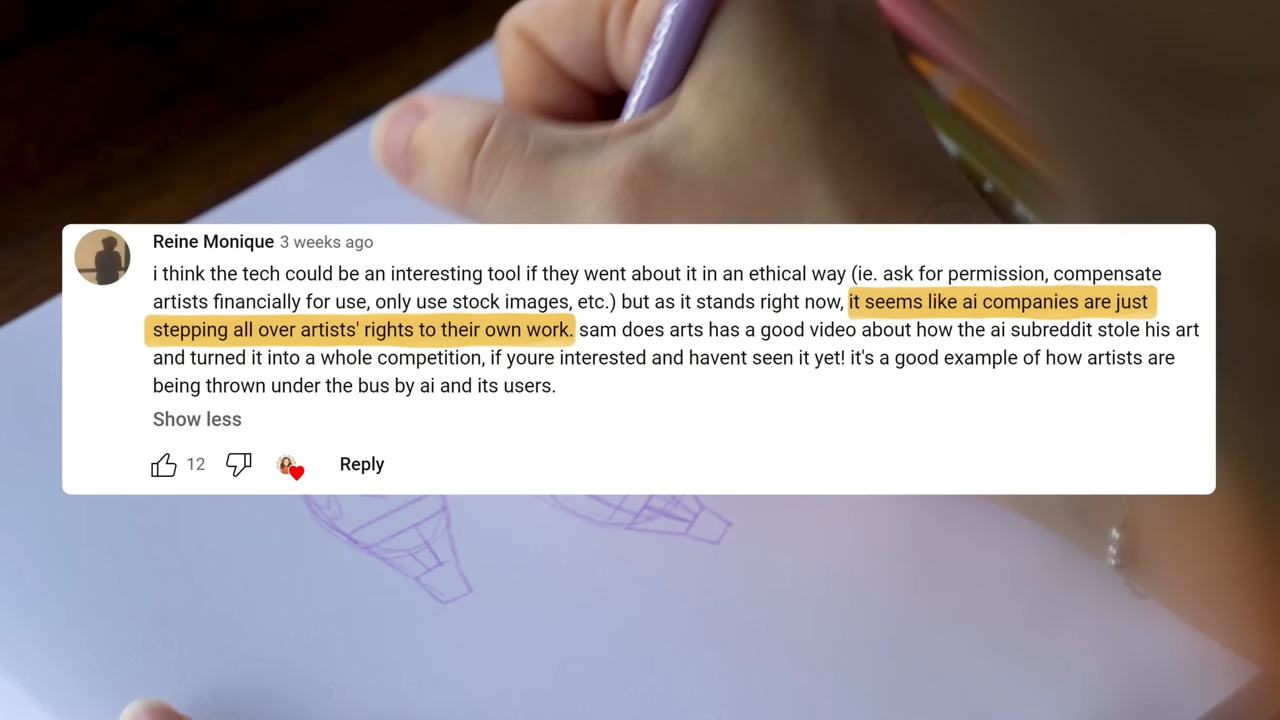 Reine Monique 3 weeks ago
i think the tech could be an interesting tool if they went about it in an ethical way (ie. ask for permission, compensate
artists financially for use, only use stock images, etc.) but as it stands right now, it seems like ai companies are just
stepping all over artists' rights to their own work. sam does arts has a good video about how the ai subreddit stole his art
and turned it into a whole competition, if youre interested and havent seen it yet! it's a good example of how artists are
being thrown under the bus by ai and its users.
Show less
12 Reply